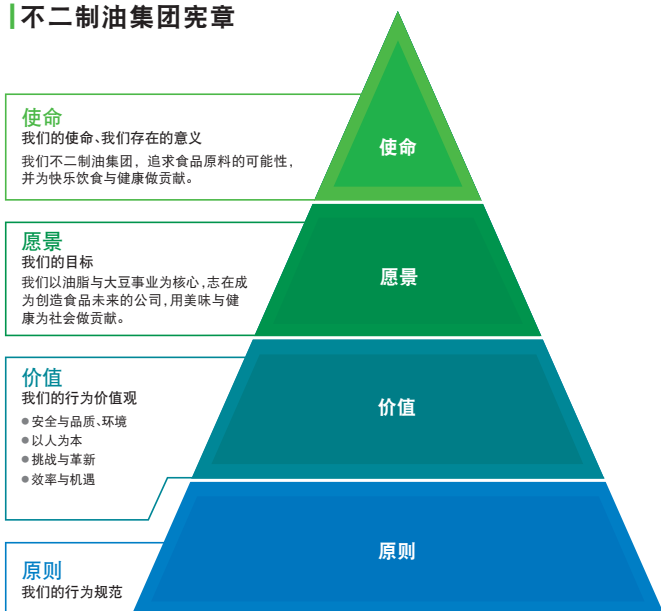 不二制油集团宪章
使命
我们的使命、我们存在的意义
我们不二制油集团，追求食品原料的可能性，
并为快乐饮食与健康做贡献。
使命
愿景
我们的目标
我们以油脂与大豆事业为核心，志在成
为创造食品未来的公司，用美味与健
康为社会做贡献。
愿景
价值
我们的行为价值观
●安全与品质、环境
●以人为本
●挑战与革新
●效率与机遇
价值
原则
我们的行为规范
原则